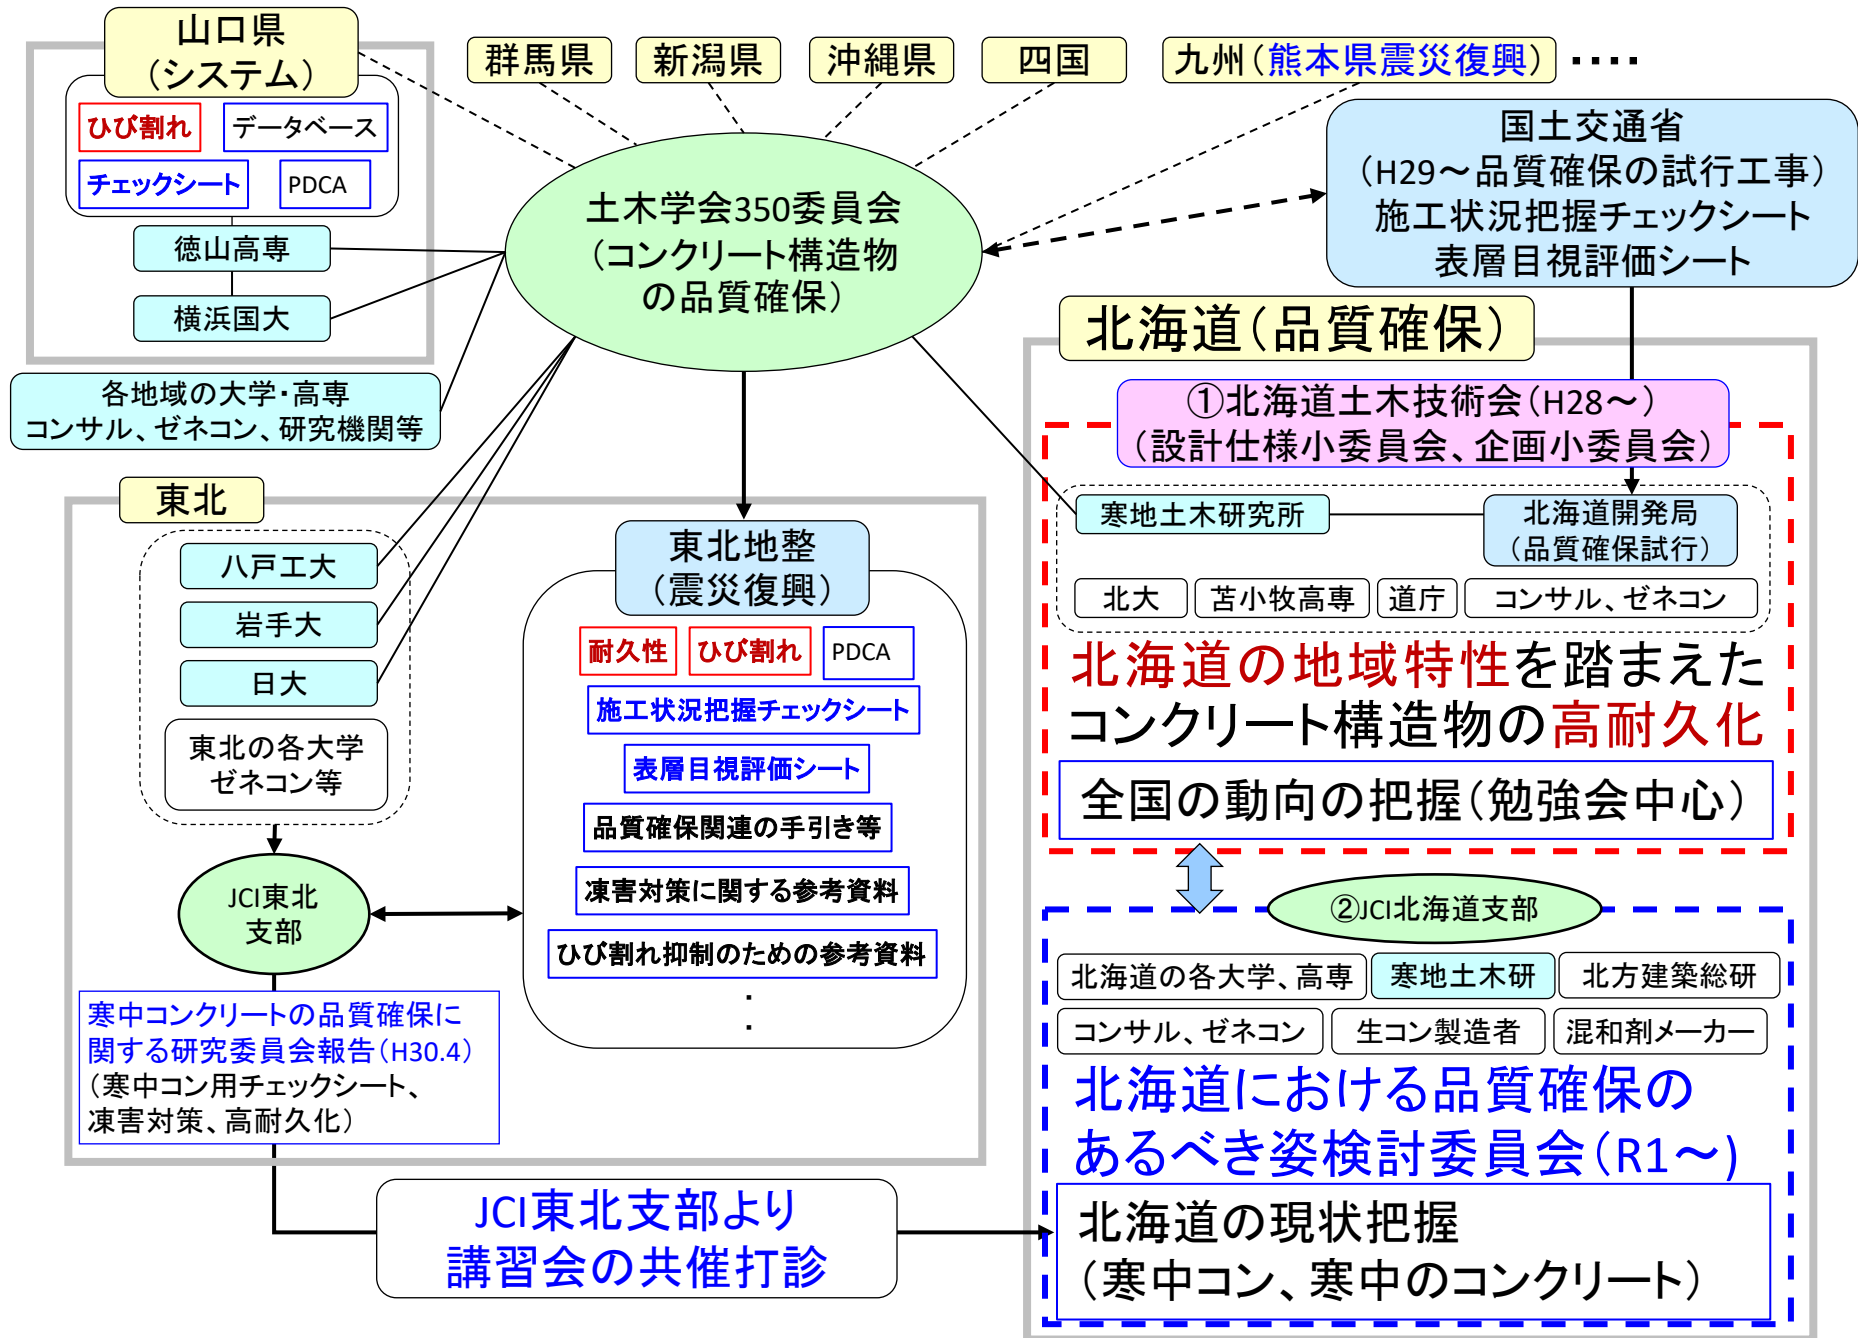 山口県
（システム）
ひび割れ
データベース
チェックシート
PDCA
徳山高専
横浜国大
各地域の大学・高専
コンサル、ゼネコン、研究機関等
群馬県
新潟県
沖縄県
四国
九州（熊本県震災復興）
････
土木学会350委員会
（コンクリート構造物
の品質確保）
国土交通省
（H29～品質確保の試行工事）
施工状況把握チェックシート
表層目視評価シート
東北
八戸工大
岩手大
日大
東北の各大学
ゼネコン等
JCI東北
支部
寒中コンクリートの品質確保に
関する研究委員会報告（H30.4）
（寒中コン用チェックシート、
凍害対策、高耐久化）
東北地整
（震災復興）
耐久性
ひび割れ
PDCA
施工状況把握チェックシート
表層目視評価シート
品質確保関連の手引き等
凍害対策に関する参考資料
ひび割れ抑制のための参考資料
・
・
JCI東北支部より
講習会の共催打診
北海道（品質確保）
①北海道土木技術会（H28～）
（設計仕様小委員会、企画小委員会）
寒地土木研究所
北海道開発局
（品質確保試行）
北大
苫小牧高専
道庁
コンサル、ゼネコン
北海道の地域特性を踏まえた
コンクリート構造物の高耐久化
全国の動向の把握（勉強会中心）
②JCI北海道支部
北海道の各大学、高専
寒地土木研
北方建築総研
コンサル、ゼネコン
生コン製造者
混和剤メーカー
北海道における品質確保の
あるべき姿検討委員会（R1～）
北海道の現状把握
（寒中コン、寒中のコンクリート）